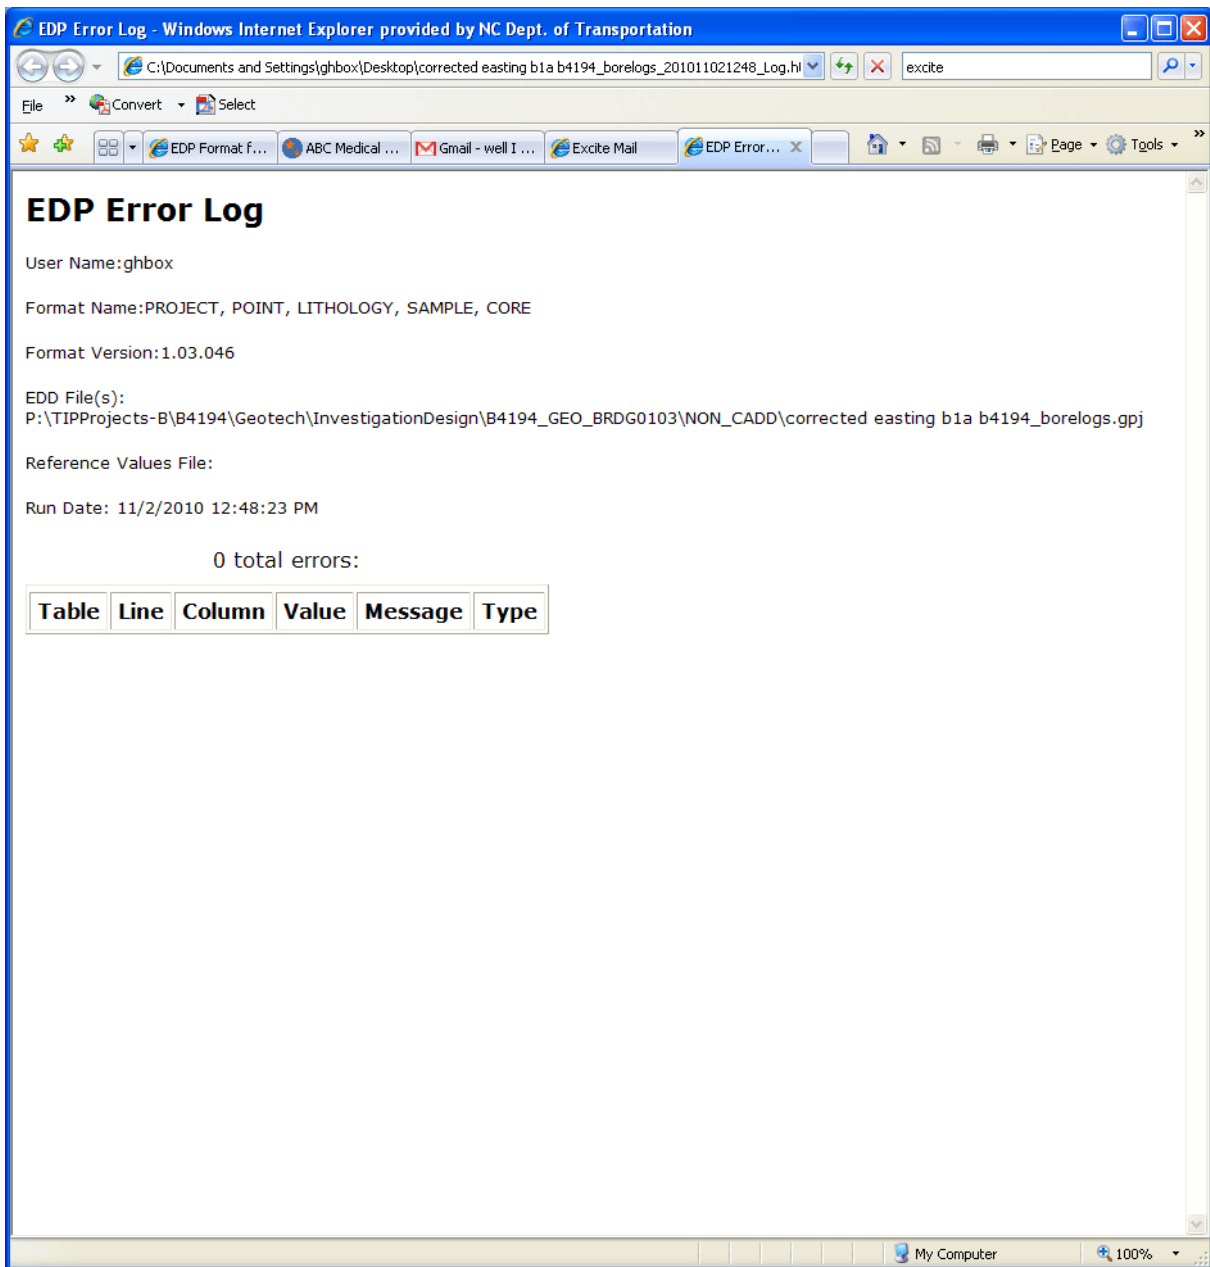 EDP Error Log - Windows Internet Explorer provided by NC Dept. of Transportation
C:\Documents and Settings\ghbox\Desktop\corrected easting b1a b4194_borelogs_201011021248_Log.hl
excite
File » Convert Select
EDP Format f... ABC Medical ... Gmail - well I ... Excite Mail EDP Error... X Page Tools »
EDP Error Log
User Name:ghbox
Format Name:PROJECT, POINT, LITHOLOGY, SAMPLE, CORE
Format Version:1.03.046
EDD File(s):
P:\TIPProjects-B\B4194\Geotech\InvestigationDesign\B4194_GEO_BRDG0103\NON_CADD\corrected easting b1a b4194_borelogs.gpj
Reference Values File:
Run Date: 11/2/2010 12:48:23 PM
0 total errors:
Table Line Column Value Message Type
My Computer 100%